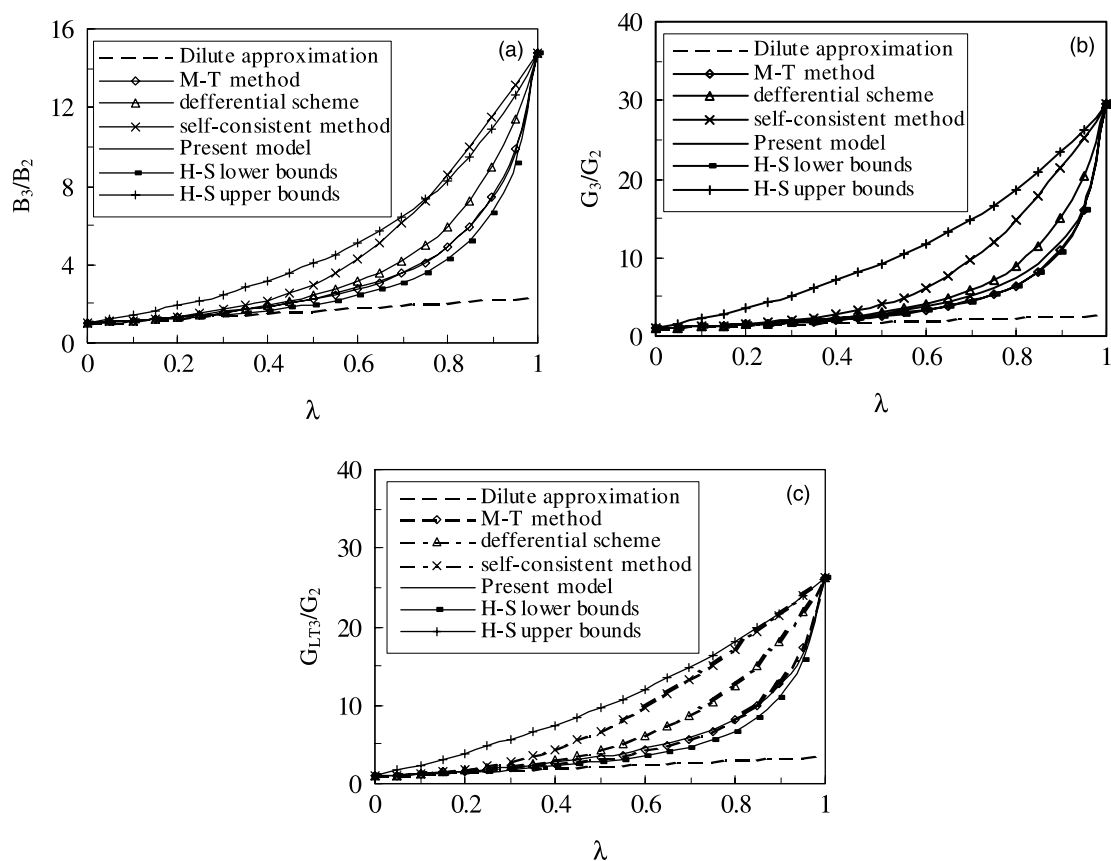 16
12
8
4
0
B3/B2
(a)
Dilute approximation
M-T method
defferential scheme
self-consistent method
Present model
H-S lower bounds
H-S upper bounds
0 0.2 0.4 0.6 0.8 1
λ
40
30
20
10
0
G3/G2
(b)
Dilute approximation
M-T method
defferential scheme
self-consistent method
Present model
H-S lower bounds
H-S upper bounds
0 0.2 0.4 0.6 0.8 1
λ
40
30
20
10
0
GLT3/G2
(c)
Dilute approximation
M-T method
defferential scheme
self-consistent method
Present model
H-S lower bounds
H-S upper bounds
0 0.2 0.4 0.6 0.8 1
λ